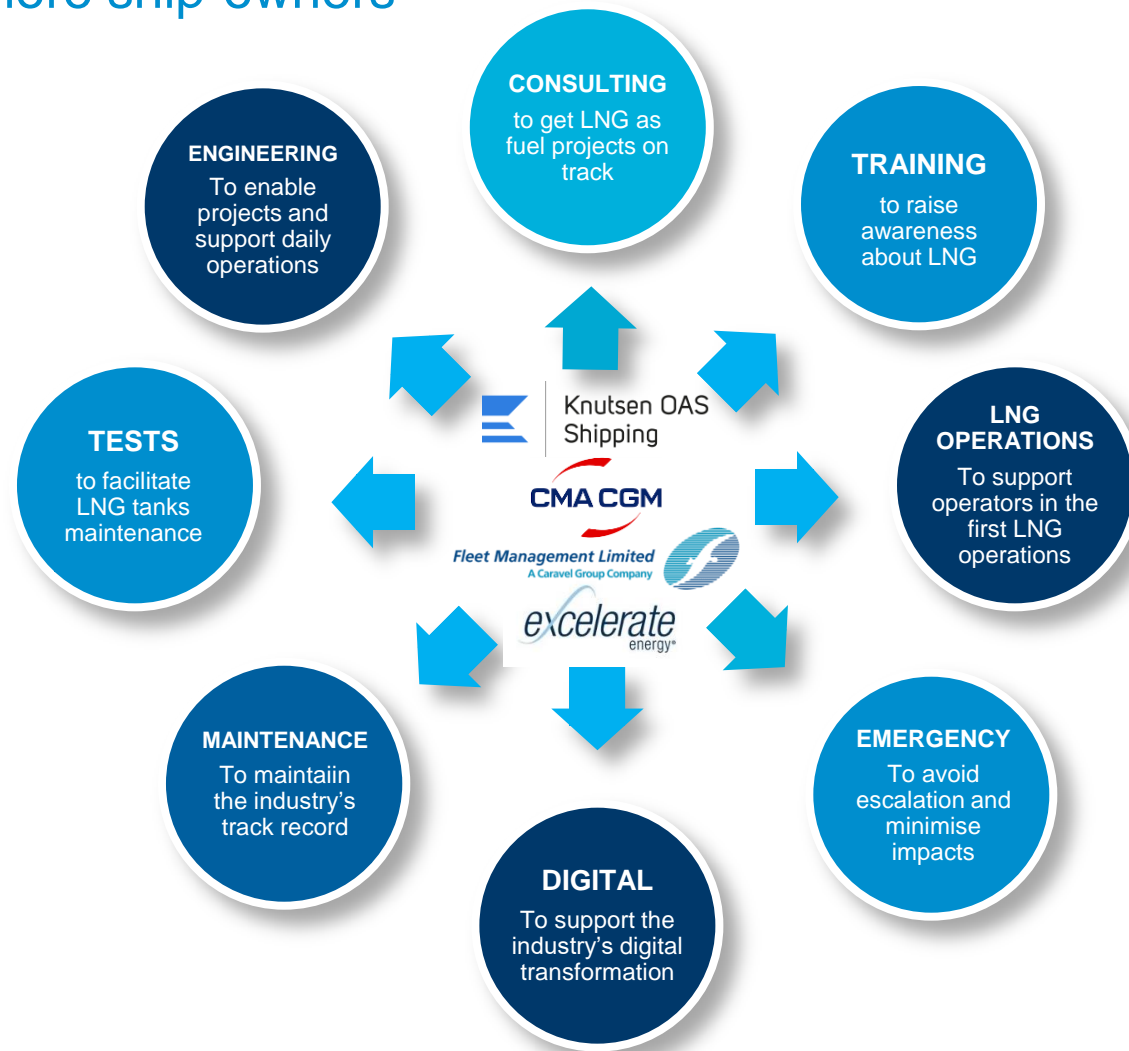 more ship-owners
CONSULTING
to get LNG as
fuel projects on
track
ENGINEERING
To enable
projects and
support daily
operations
TRAINING
to raise
awareness
about LNG
TESTS
to facilitate
LNG tanks
maintenance
Knutsen OAS
Shipping
CMA CGM
Fleet Management Limited
A Caravel Group Company
excelerate
energy®
LNG
OPERATIONS
To support
operators in the
first LNG
operations
MAINTENANCE
To maintaiin
the industry's
track record
EMERGENCY
To avoid
escalation and
minimise
impacts
DIGITAL
To support the
industry's digital
transformation